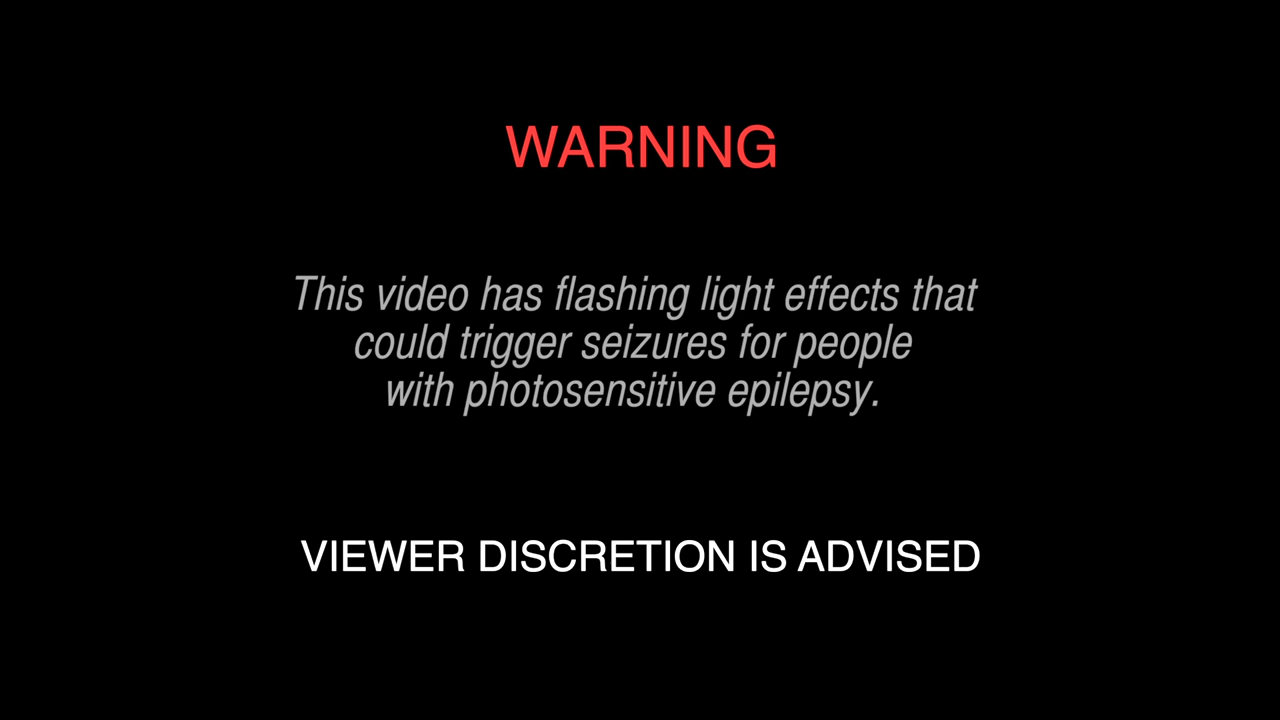 WARNING
This video has flashing light effects that
could trigger seizures for people
with photosensitive epilepsy.
VIEWER DISCRETION IS ADVISED